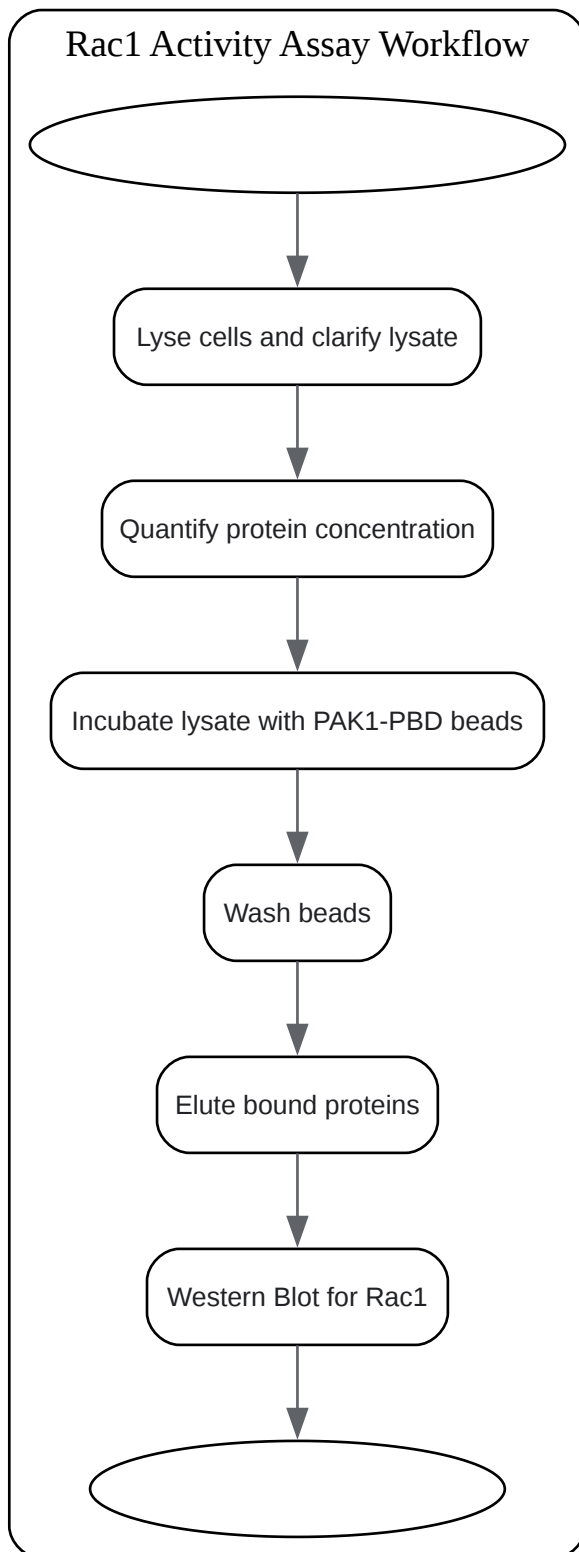 Rac1 Activity Assay Workflow
Lyse cells and clarify lysate
Quantify protein concentration
Incubate lysate with PAK1-PBD beads
Wash beads
Elute bound proteins
Western Blot for Rac1